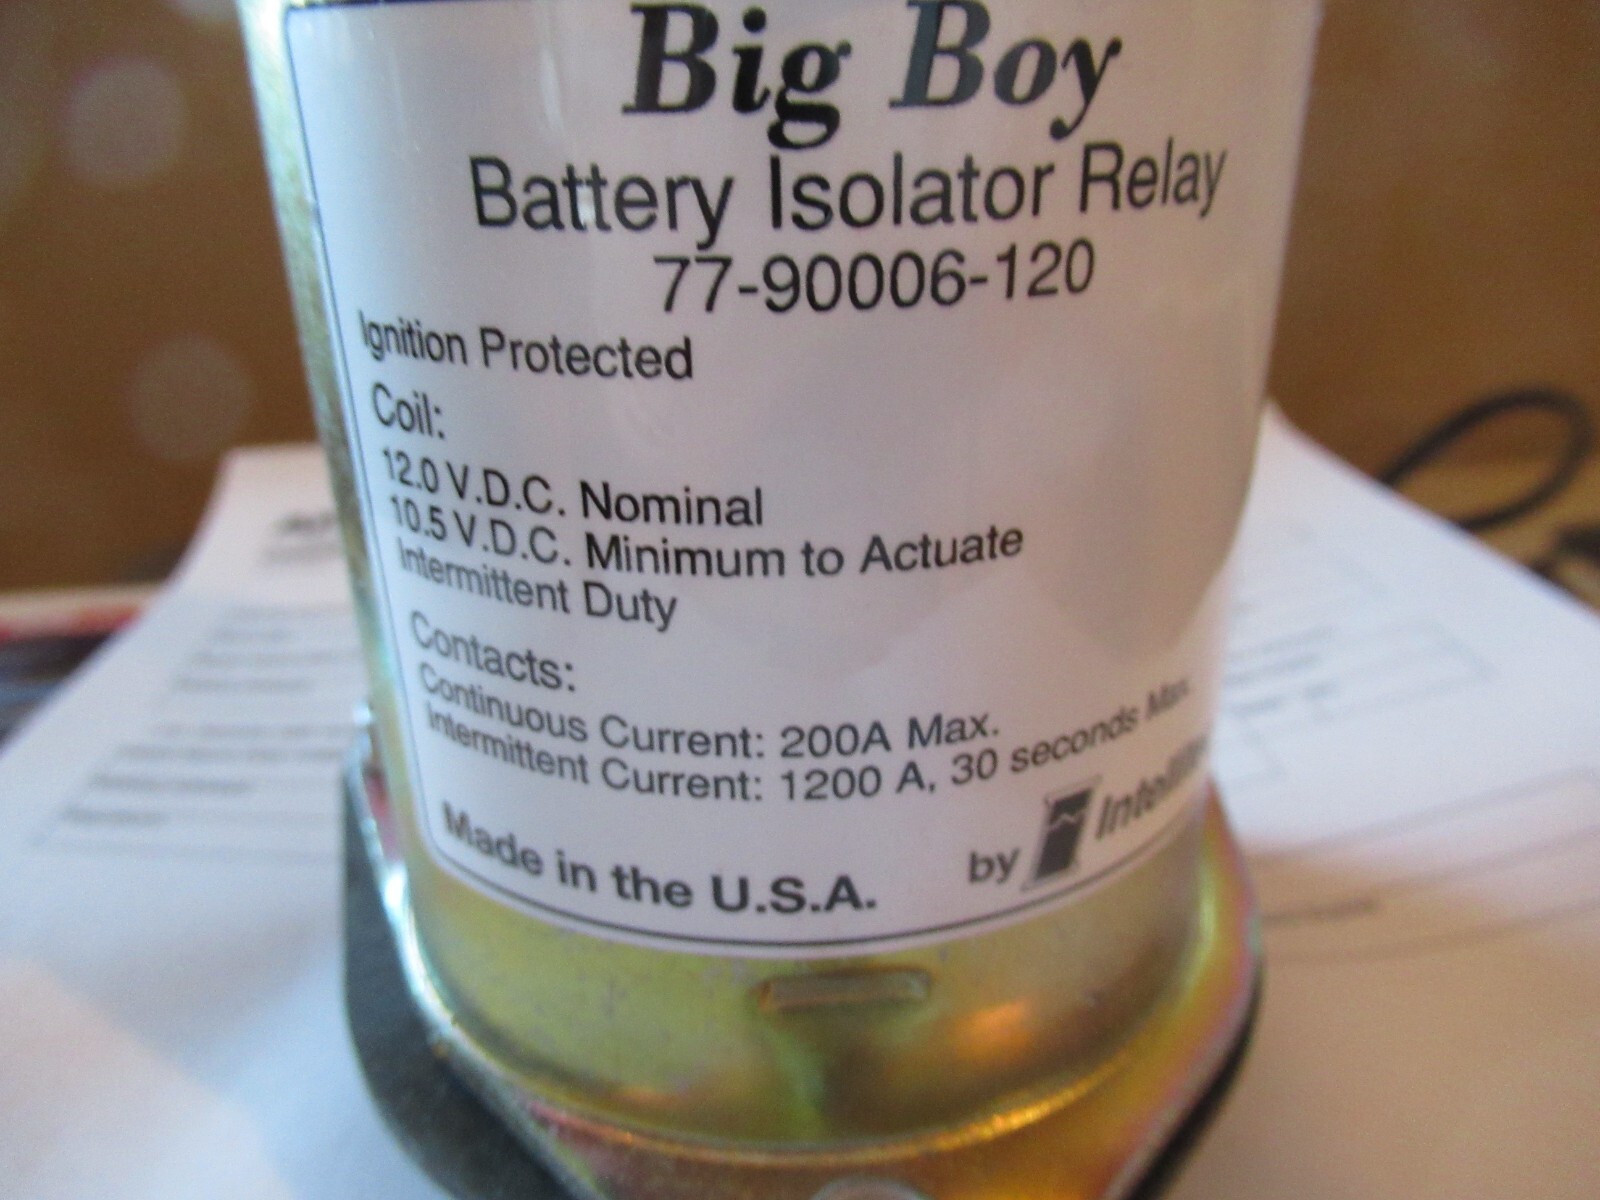 Big Boy
Battery Isolator Relay
77-90006-120
Ignition Protected
Coil:
12.0 V.D.C. Nominal
10.5 V.D.C. Minimum to Actuate
Intermittent Duty
Contacts:
Continuous Current: 200A Max.
Intermittent Current: 1200 A, 30 seconds Max.
Made in the U.S.A.
by